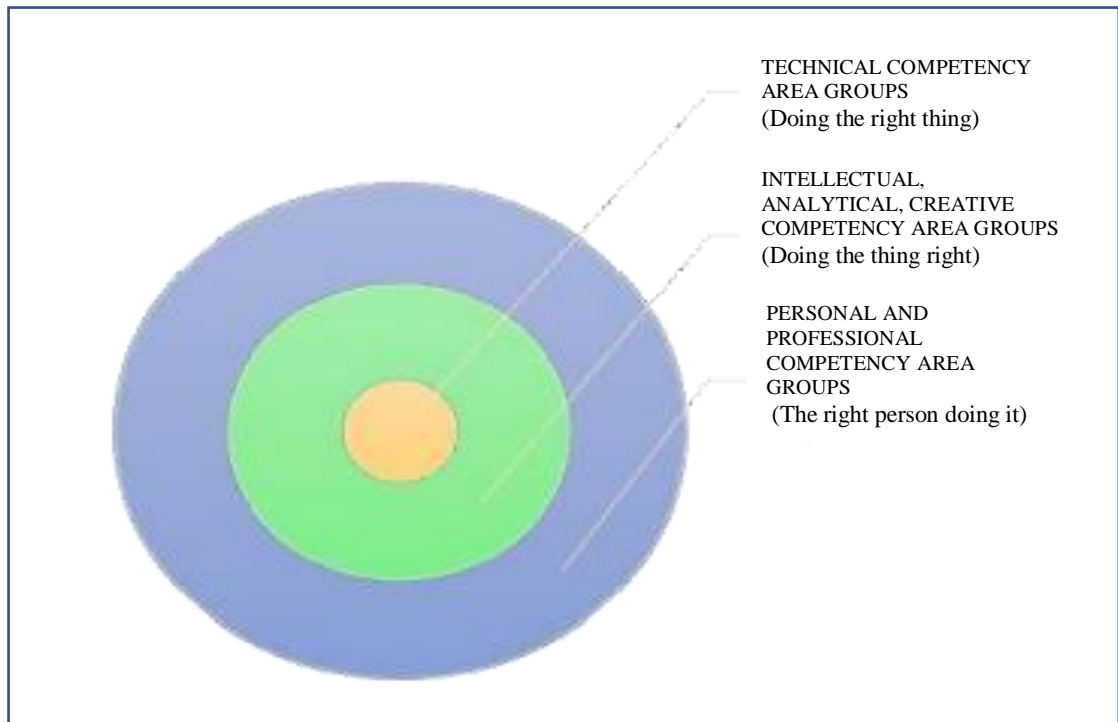 TECHNICAL COMPETENCY
AREA GROUPS
(Doing the right thing)
INTELLECTUAL,
ANALYTICAL, CREATIVE
COMPETENCY AREA GROUPS
(Doing the thing right)
PERSONAL AND
PROFESSIONAL
COMPETENCY AREA
GROUPS
(The right person doing it)